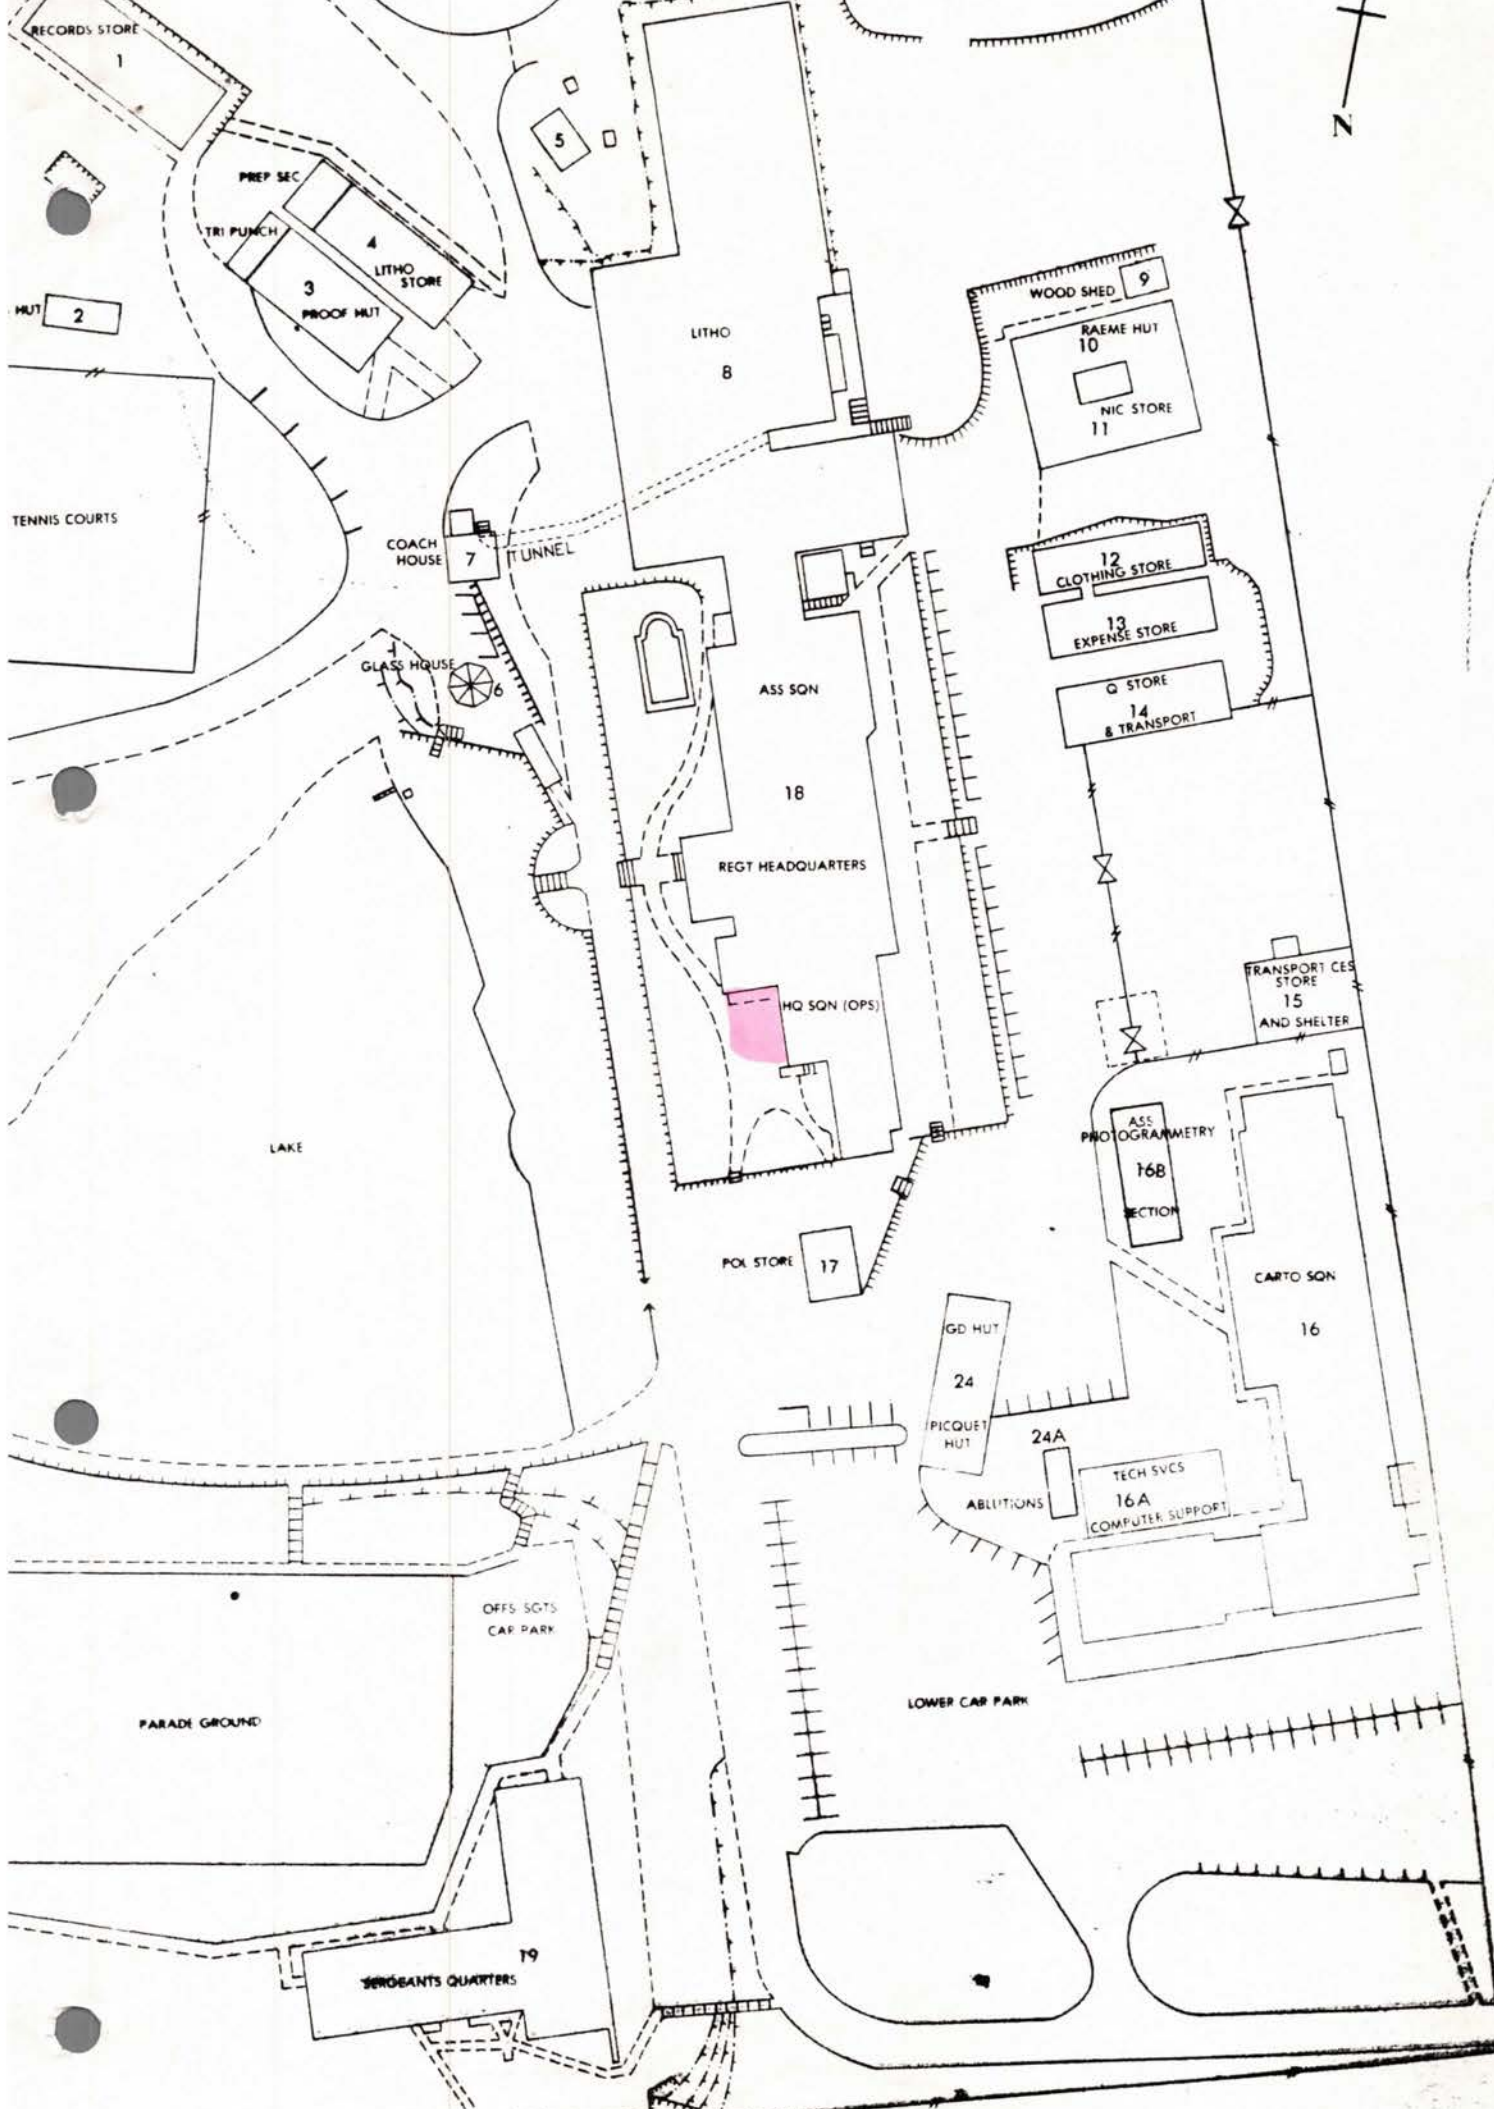 RECORDS STORE
1
N
5
PREP SEC
TRI PUNCH
4
LITHO
STORE
3
PROOF HUT
HUT
2
WOOD SHED
9
RAEME HUT
10
NIC STORE
11
LITHO
8
TENNIS COURTS
COACH
HOUSE
7
TUNNEL
12
CLOTHING STORE
13
EXPENSE STORE
Q STORE
14
& TRANSPORT
GLASS HOUSE
6
ASS SQN
18
REGT HEADQUARTERS
HQ SQN (OPS)
TRANSPORT CES
STORE
15
AND SHELTER
LAKE
ASS
PHOTOGRAMMETRY
16B
SECTION
POL STORE
17
CARTO SQN
16
GD HUT
24
PICQUET
HUT
24A
ABLUTIONS
TECH SVCS
16A
COMPUTER SUPPORT
OFFS SGTS
CAR PARK
PARADE GROUND
LOWER CAR PARK
19
SERGEANTS QUARTERS